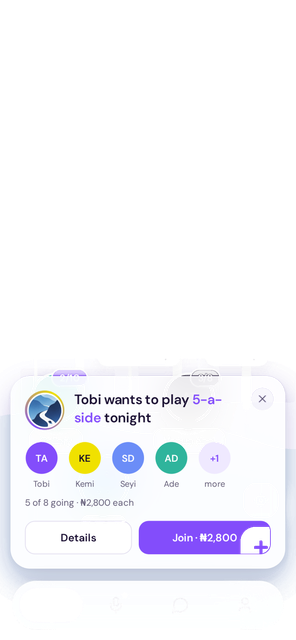 Tobi wants to play 5-a-
side tonight
TA KE SD AD +1
Tobi Kemi Seyi Ade more
5 of 8 going · ₦2,800 each
Details Join · ₦2,800